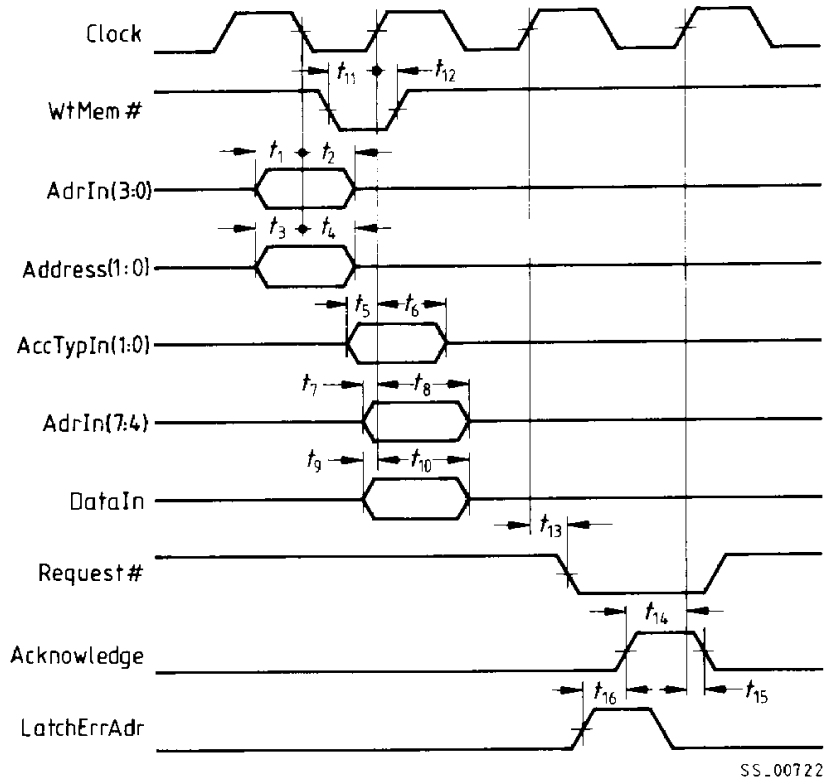 Clock
t11 t12
WtMem #
t1 t2
AdrIn(3:0)
t3 t4
Address(1:0)
t5 t6
AccTypIn(1:0)
t7 t8
AdrIn(7:4)
t9 t10
DataIn
t13
Request#
t14
Acknowledge
t16 t15
LatchErrAdr
SS_00722